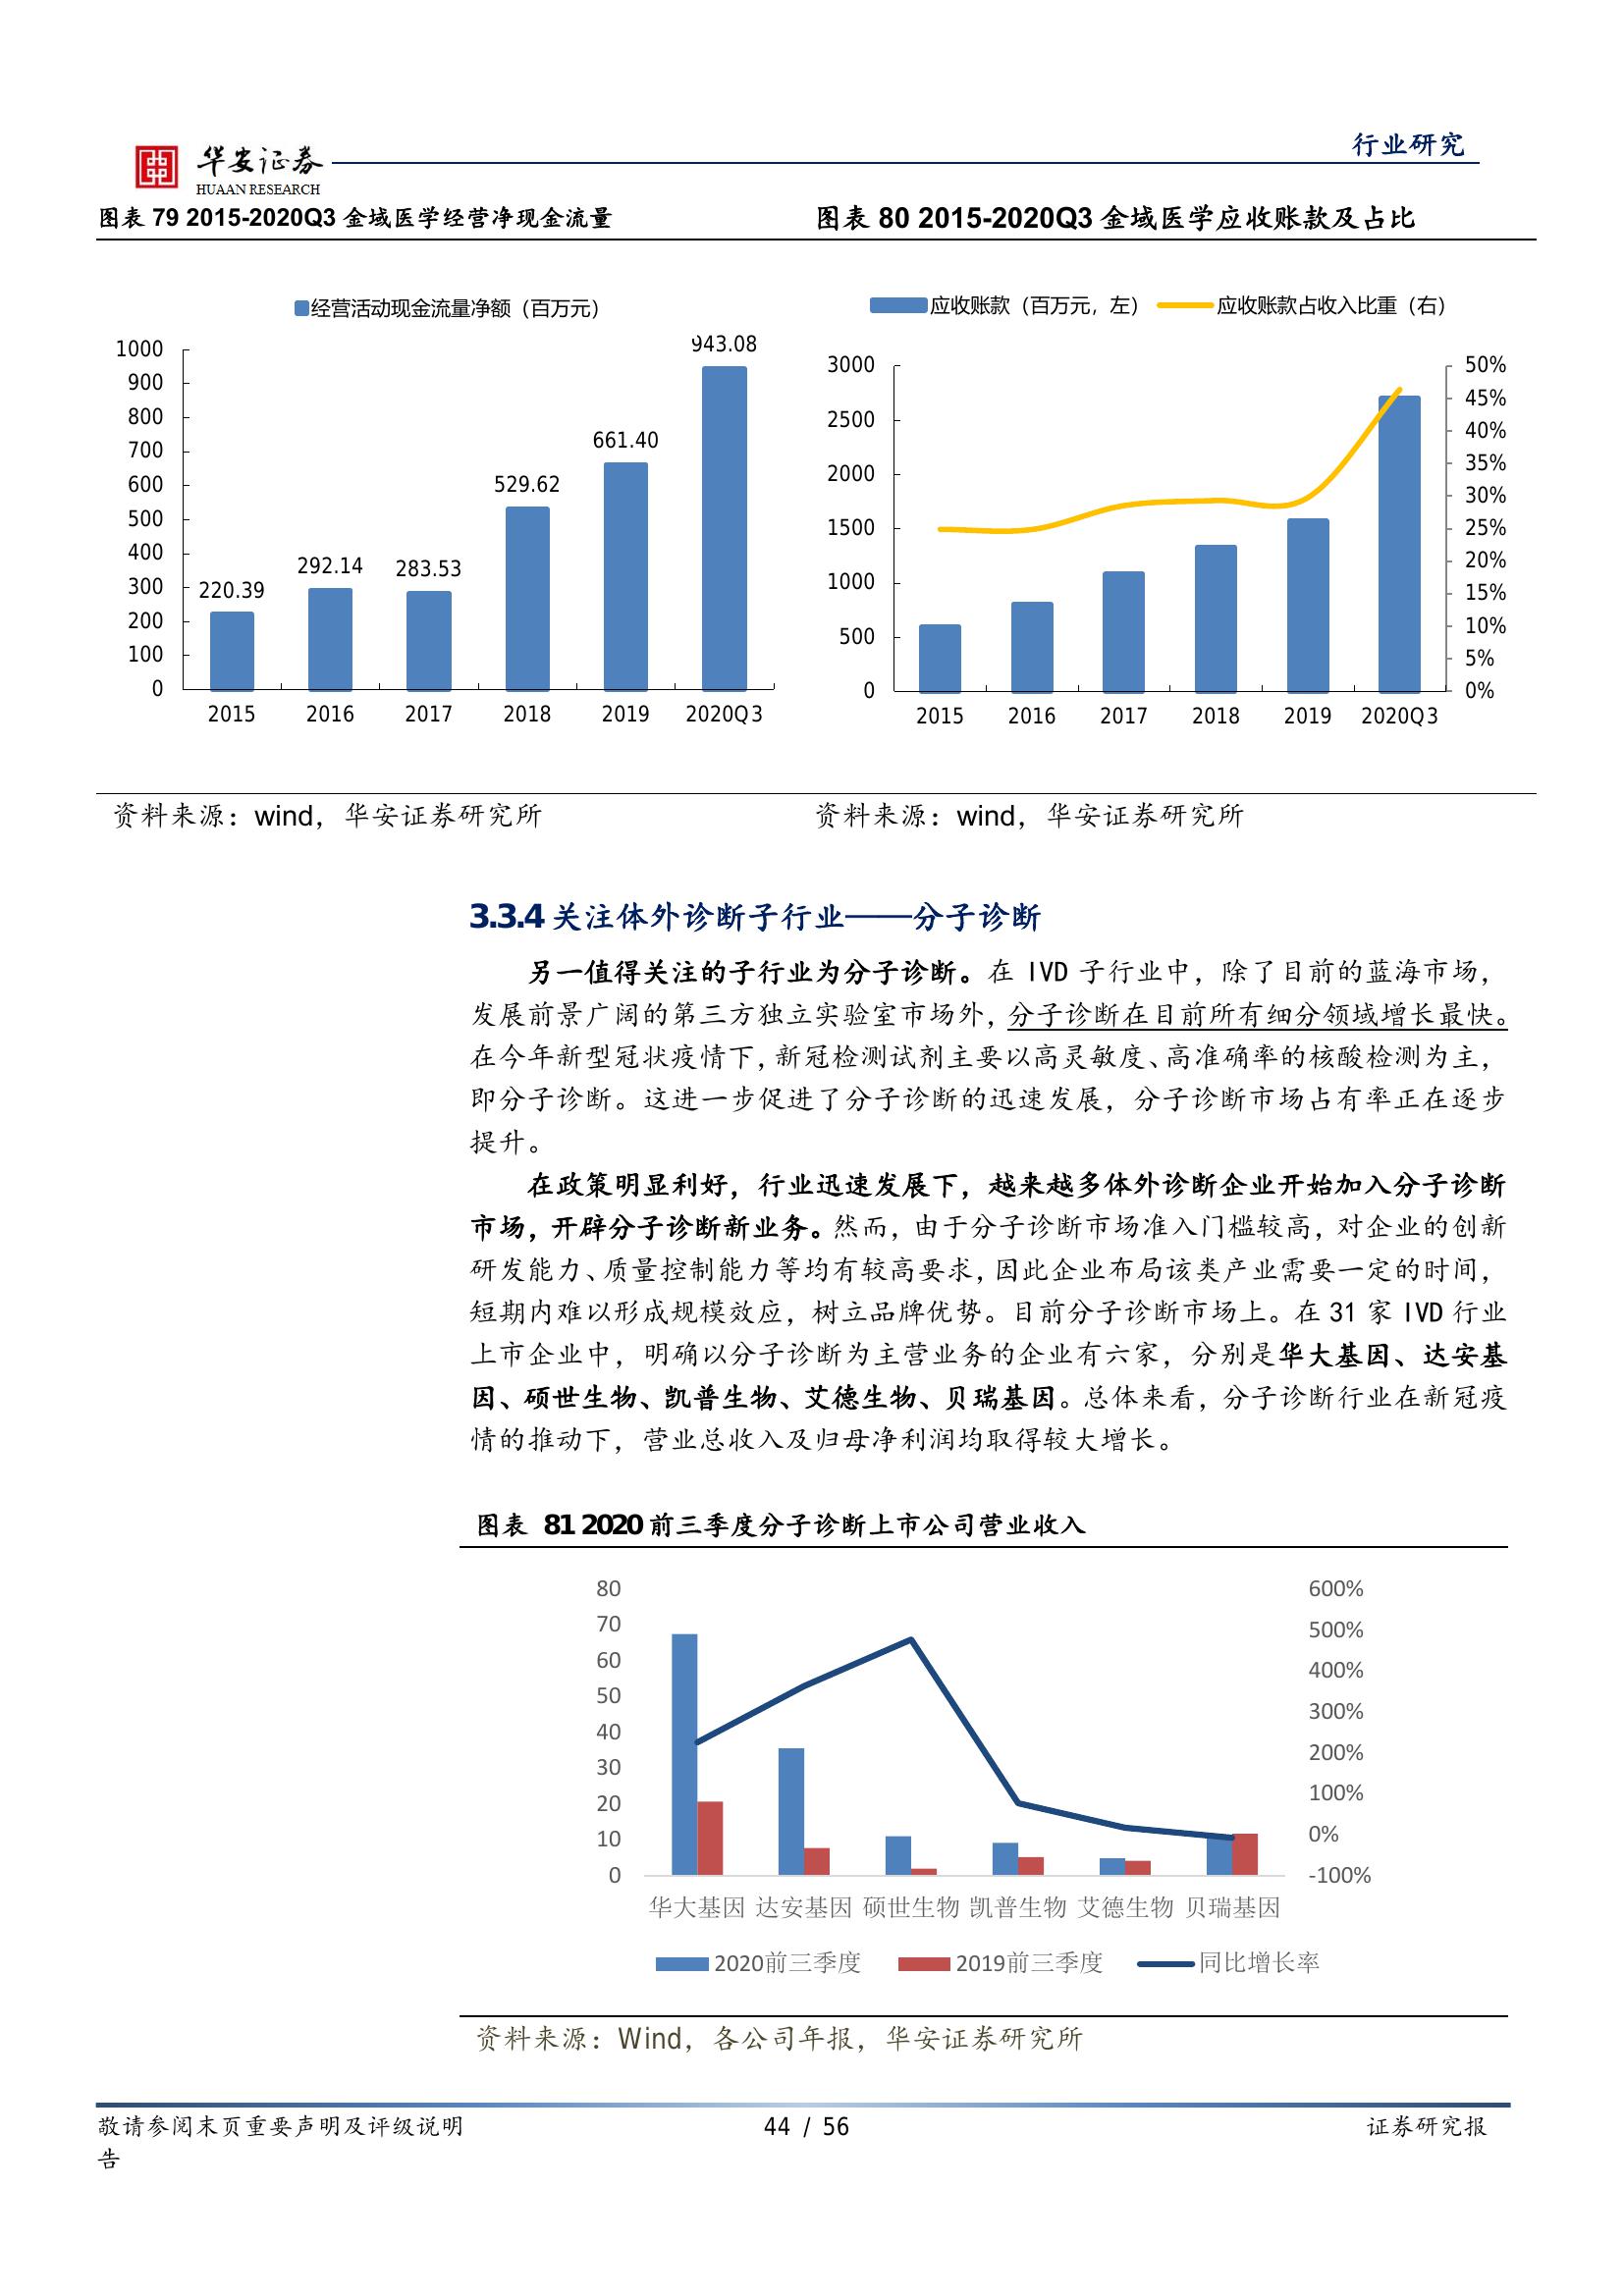 行业研究
华安证券
HUAAN RESEARCH
图表 79 2015-2020Q3 金域医学经营净现金流量
经营活动现金流量净额（百万元）
1000
900
800
700
600
500
400
300
200
100
0
220.39
292.14
283.53
529.62
661.40
943.08
2015 2016 2017 2018 2019 2020Q3
资料来源：wind，华安证券研究所
图表 80 2015-2020Q3 金域医学应收账款及占比
应收账款（百万元，左） 应收账款占收入比重（右）
3000
2500
2000
1500
1000
500
0
50%
45%
40%
35%
30%
25%
20%
15%
10%
5%
0%
2015 2016 2017 2018 2019 2020Q3
资料来源：wind，华安证券研究所
3.3.4 关注体外诊断子行业——分子诊断
另一值得关注的子行业为分子诊断。在 IVD 子行业中，除了目前的蓝海市场，
发展前景广阔的第三方独立实验室市场外，分子诊断在目前所有细分领域增长最快。
在今年新型冠状疫情下，新冠检测试剂主要以高灵敏度、高准确率的核酸检测为主，
即分子诊断。这进一步促进了分子诊断的迅速发展，分子诊断市场占有率正在逐步
提升。
在政策明显利好，行业迅速发展下，越来越多体外诊断企业开始加入分子诊断
市场，开辟分子诊断新业务。然而，由于分子诊断市场准入门槛较高，对企业的创新
研发能力、质量控制能力等均有较高要求，因此企业布局该类产业需要一定的时间，
短期内难以形成规模效应，树立品牌优势。目前分子诊断市场上。在 31 家 IVD 行业
上市企业中，明确以分子诊断为主营业务的企业有六家，分别是华大基因、达安基
因、硕世生物、凯普生物、艾德生物、贝瑞基因。总体来看，分子诊断行业在新冠疫
情的推动下，营业总收入及归母净利润均取得较大增长。
图表 81 2020 前三季度分子诊断上市公司营业收入
80
70
60
50
40
30
20
10
0
600%
500%
400%
300%
200%
100%
0%
-100%
华大基因 达安基因 硕世生物 凯普生物 艾德生物 贝瑞基因
2020前三季度 2019前三季度 同比增长率
资料来源：Wind，各公司年报，华安证券研究所
敬请参阅末页重要声明及评级说明 44 / 56 证券研究报
告